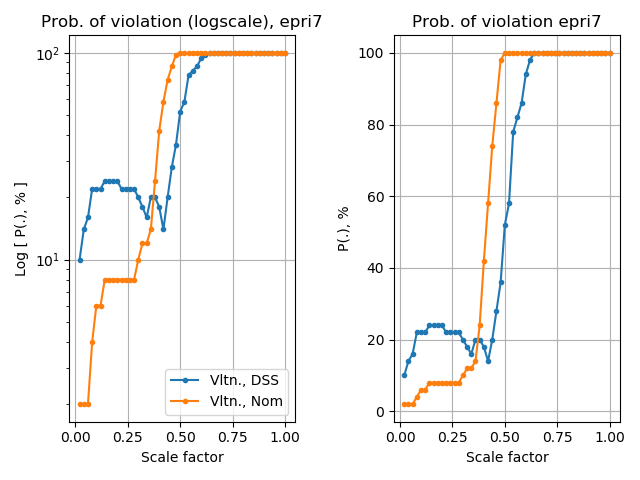 Prob. of violation (logscale), epri7
Log [ P(.), % ]
10²
10¹
0.00 0.25 0.50 0.75 1.00
Scale factor
Vltn., DSS
Vltn., Nom
Prob. of violation epri7
P(.), %
100
80
60
40
20
0
0.00 0.25 0.50 0.75 1.00
Scale factor